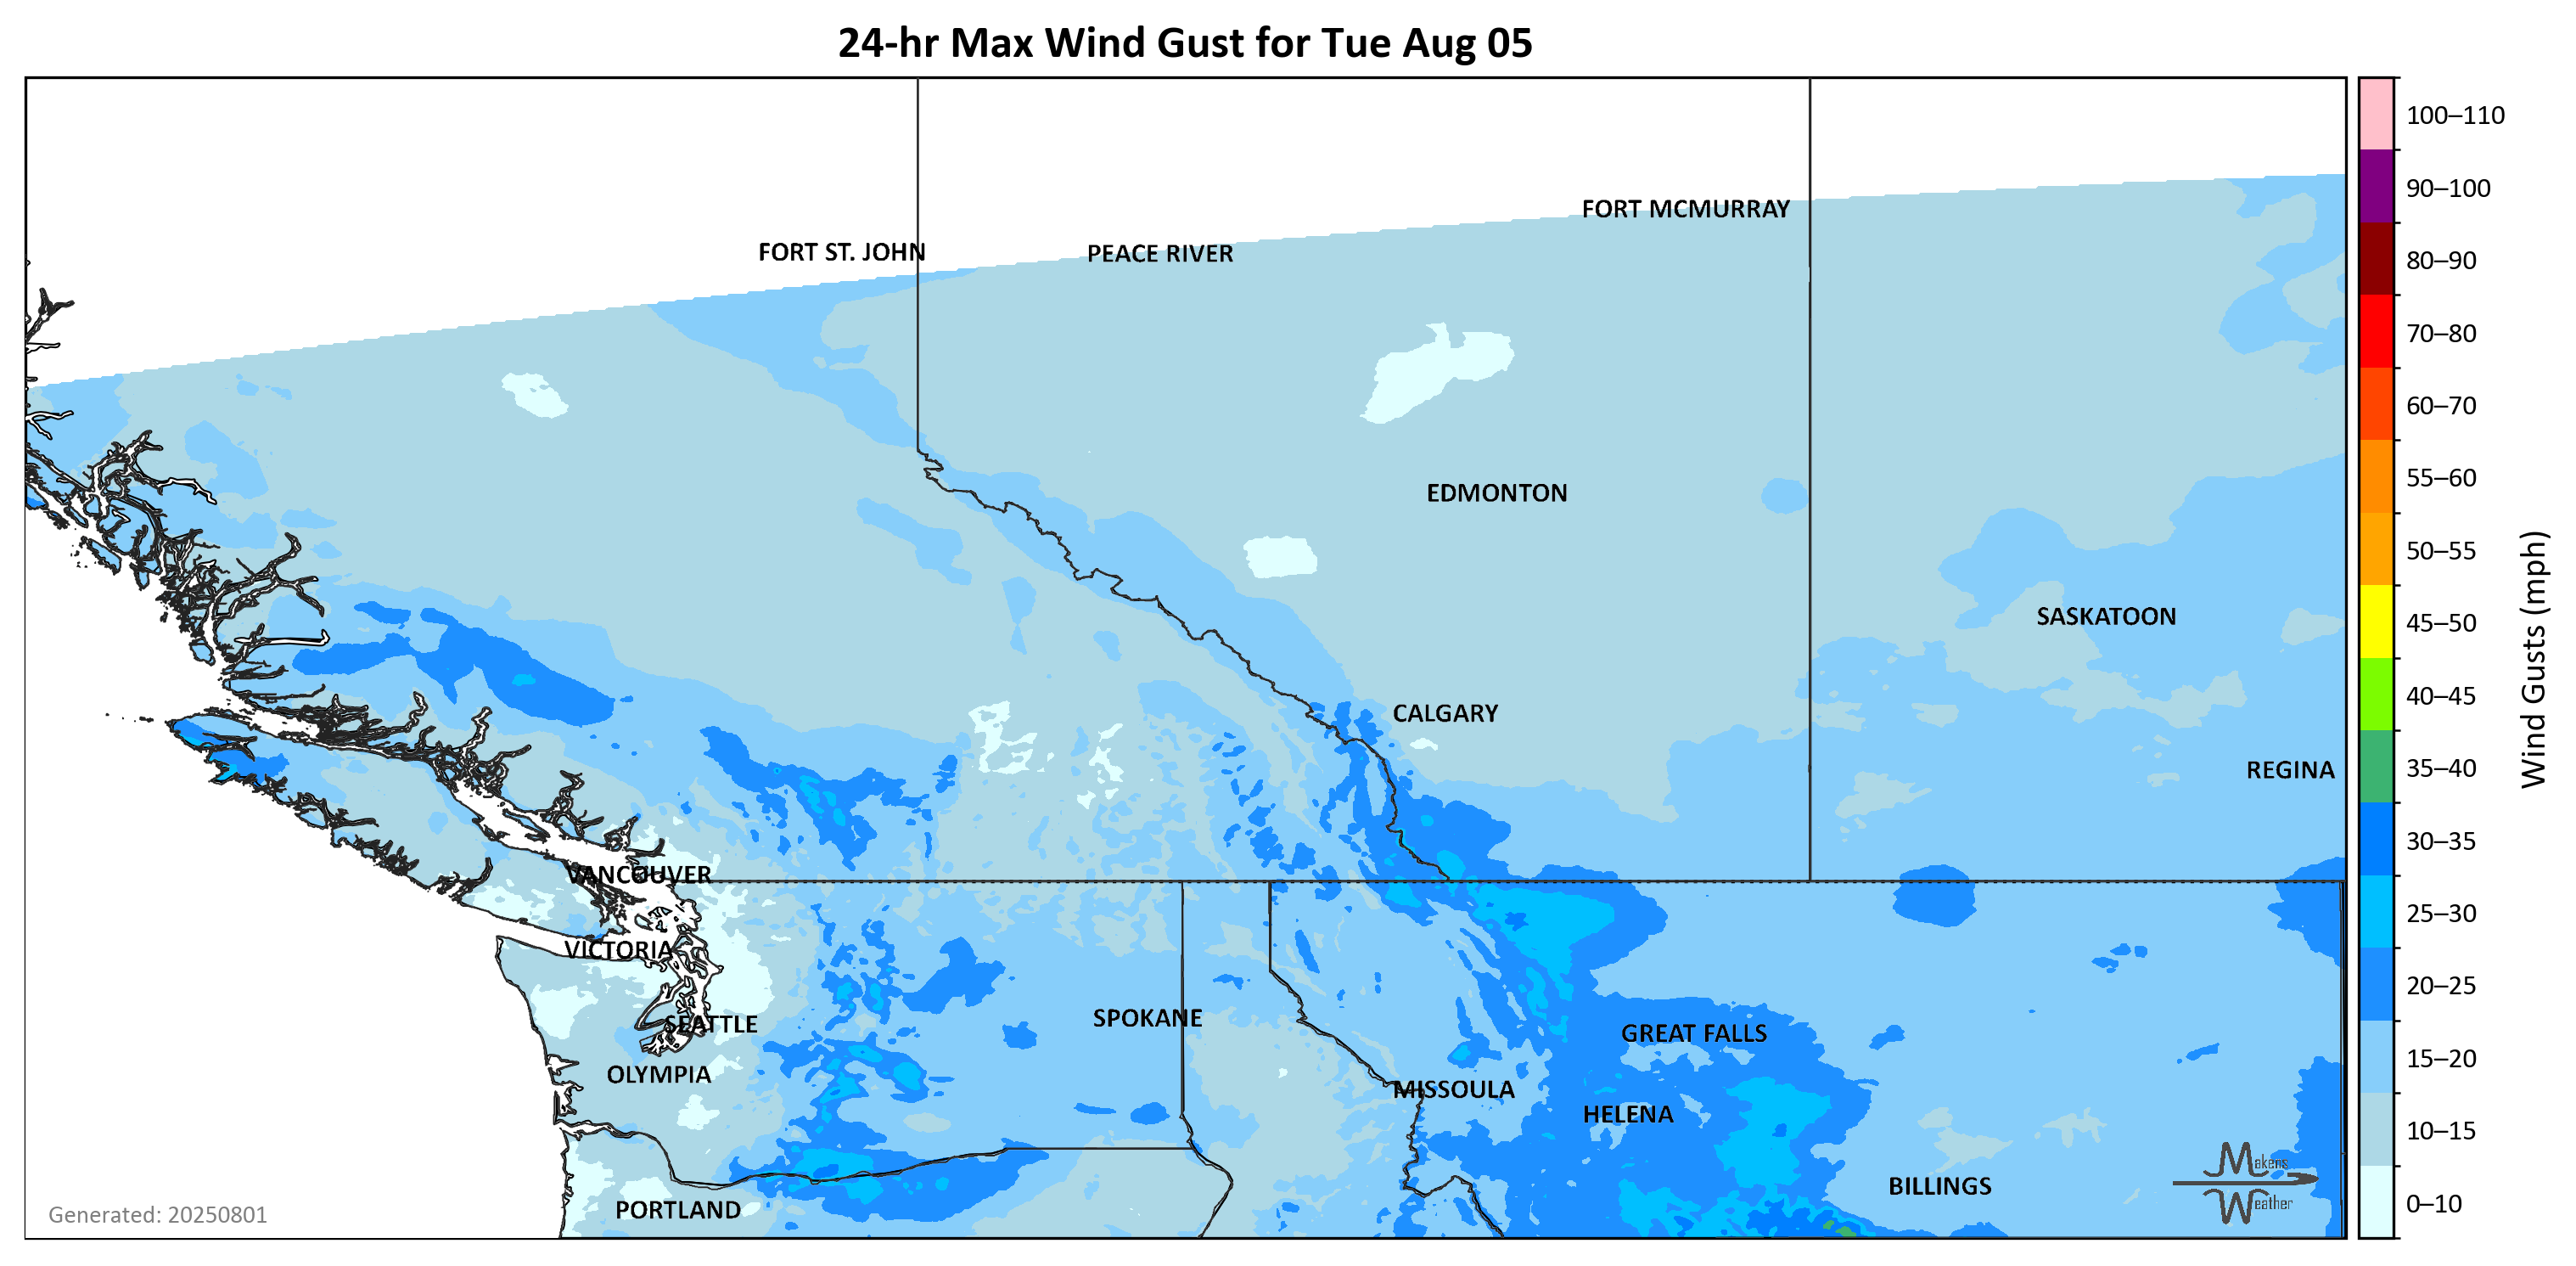 24-hr Max Wind Gust for Tue Aug 05
100–110
90–100
80–90
70–80
60–70
55–60
50–55
45–50
40–45
35–40
30–35
25–30
20–25
15–20
10–15
0–10
Wind Gusts (mph)
FORT MCMURRAY
FORT ST. JOHN
PEACE RIVER
EDMONTON
SASKATOON
CALGARY
REGINA
VANCOUVER
VICTORIA
SPOKANE
SEATTLE
GREAT FALLS
OLYMPIA
MISSOULA
HELENA
BILLINGS
PORTLAND
Makens
Weather
Generated: 20250801